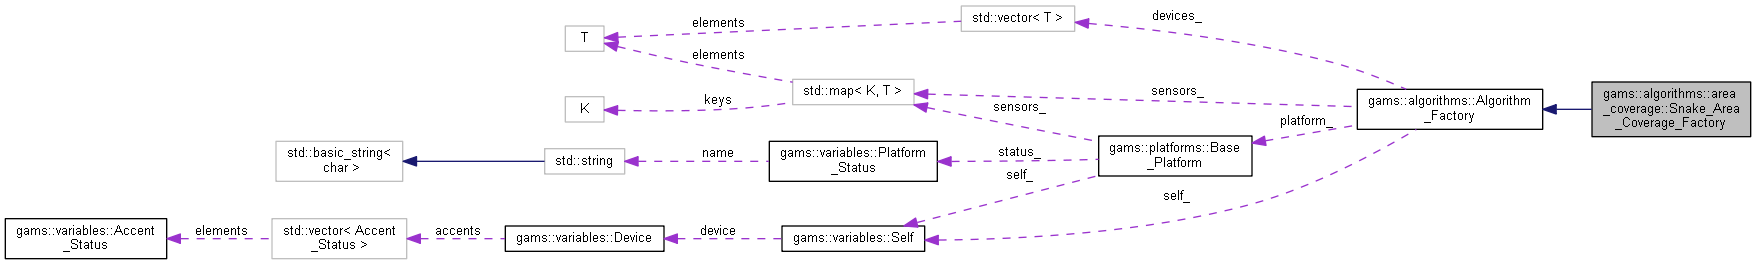 elements
std::vector< T >
devices_
T
elements
keys
K
std::map< K, T >
sensors_
sensors_
gams::algorithms::Algorithm
_Factory
gams::algorithms::area
_coverage::Snake_Area
_Coverage_Factory
platform_
gams::platforms::Base
_Platform
std::basic_string<
char >
std::string
name
gams::variables::Platform
_Status
status_
self_
self_
gams::variables::Accent
_Status
elements
std::vector< Accent
_Status >
accents
gams::variables::Device
device
gams::variables::Self